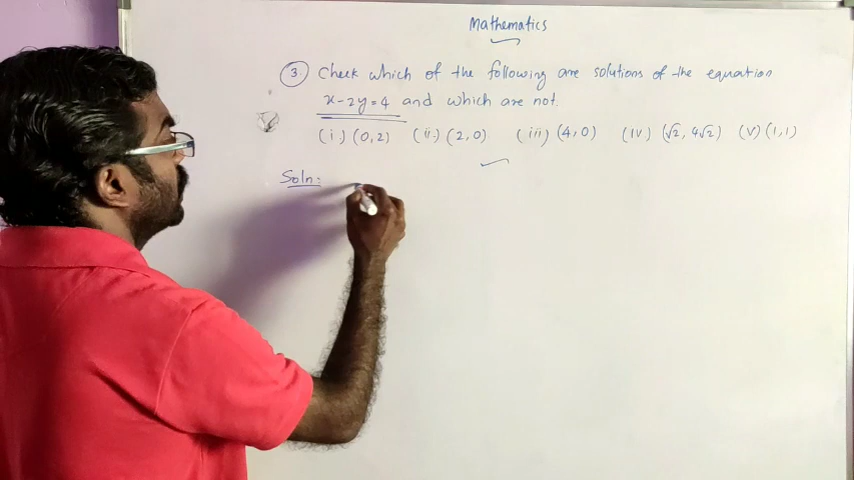 Mathematics
3. Check which of the following are solutions of the equation
x - 2y = 4 and which are not.
(i) (0, 2) (ii) (2, 0) (iii) (4, 0) (iv) (√2, 4√2) (v) (1, 1)
Soln: